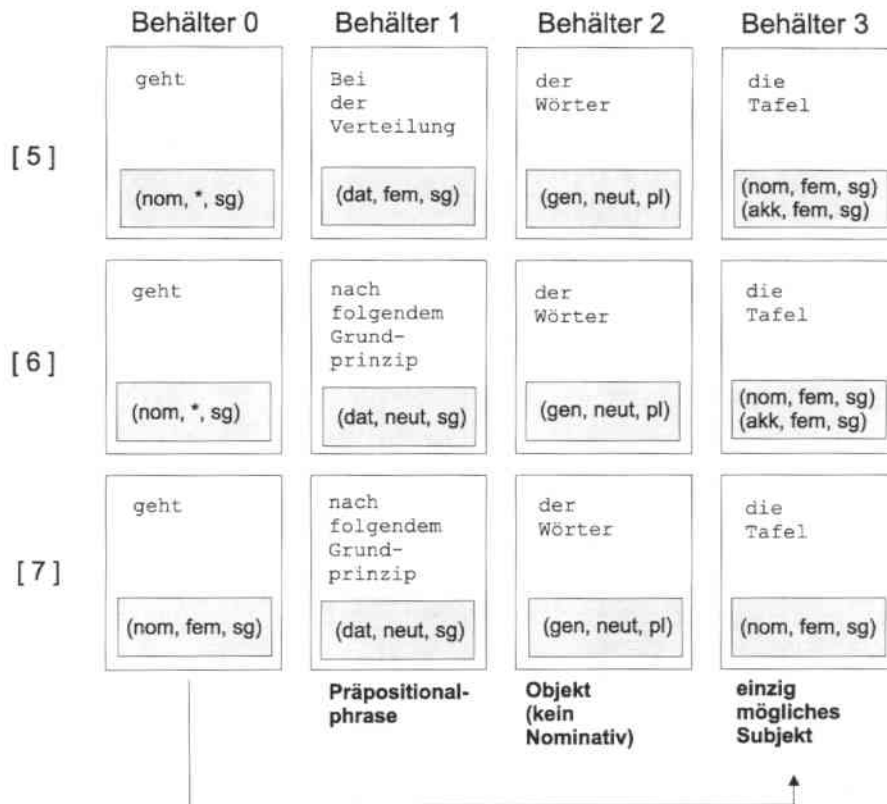 Behälter 0 Behälter 1 Behälter 2 Behälter 3
[ 5 ]
geht
(nom, *, sg)
Bei
der
Verteilung
(dat, fem, sg)
der
Wörter
(gen, neut, pl)
die
Tafel
(nom, fem, sg)
(akk, fem, sg)
[ 6 ]
geht
(nom, *, sg)
nach
folgendem
Grund-
prinzip
(dat, neut, sg)
der
Wörter
(gen, neut, pl)
die
Tafel
(nom, fem, sg)
(akk, fem, sg)
[ 7 ]
geht
(nom, fem, sg)
nach
folgendem
Grund-
prinzip
(dat, neut, sg)
der
Wörter
(gen, neut, pl)
die
Tafel
(nom, fem, sg)
Präpositional-
phrase
Objekt
(kein
Nominativ)
einzig
mögliches
Subjekt